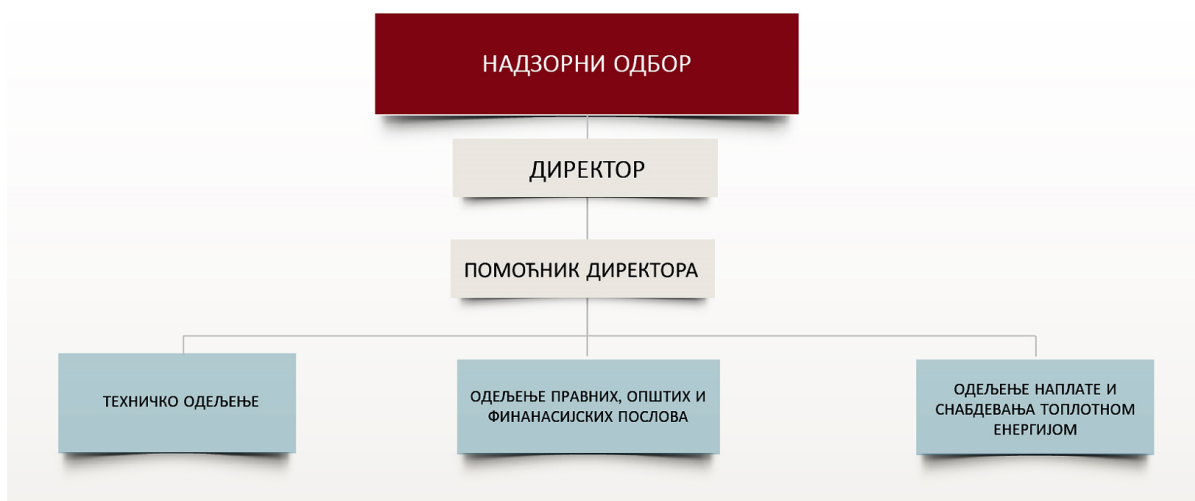 НАДЗОРНИ ОДБОР
ДИРЕКТОР
ПОМОЋНИК ДИРЕКТОРА
ТЕХНИЧКО ОДЕЉЕЊЕ
ОДЕЉЕЊЕ ПРАВНИХ, ОПШТИХ И
ФИНАНАСИЈСКИХ ПОСЛОВА
ОДЕЉЕЊЕ НАПЛАТЕ И
СНАБДЕВАЊА ТОПЛОТНОМ
ЕНЕРГИЈОМ